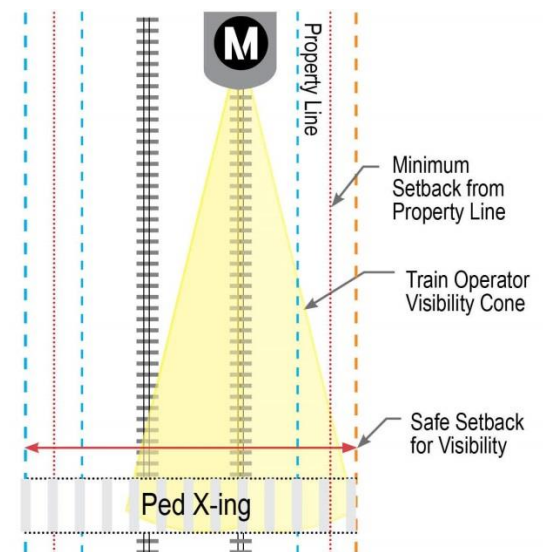 M
Property Line
Minimum
Setback from
Property Line
Train Operator
Visibility Cone
Safe Setback
for Visibility
Ped X-ing